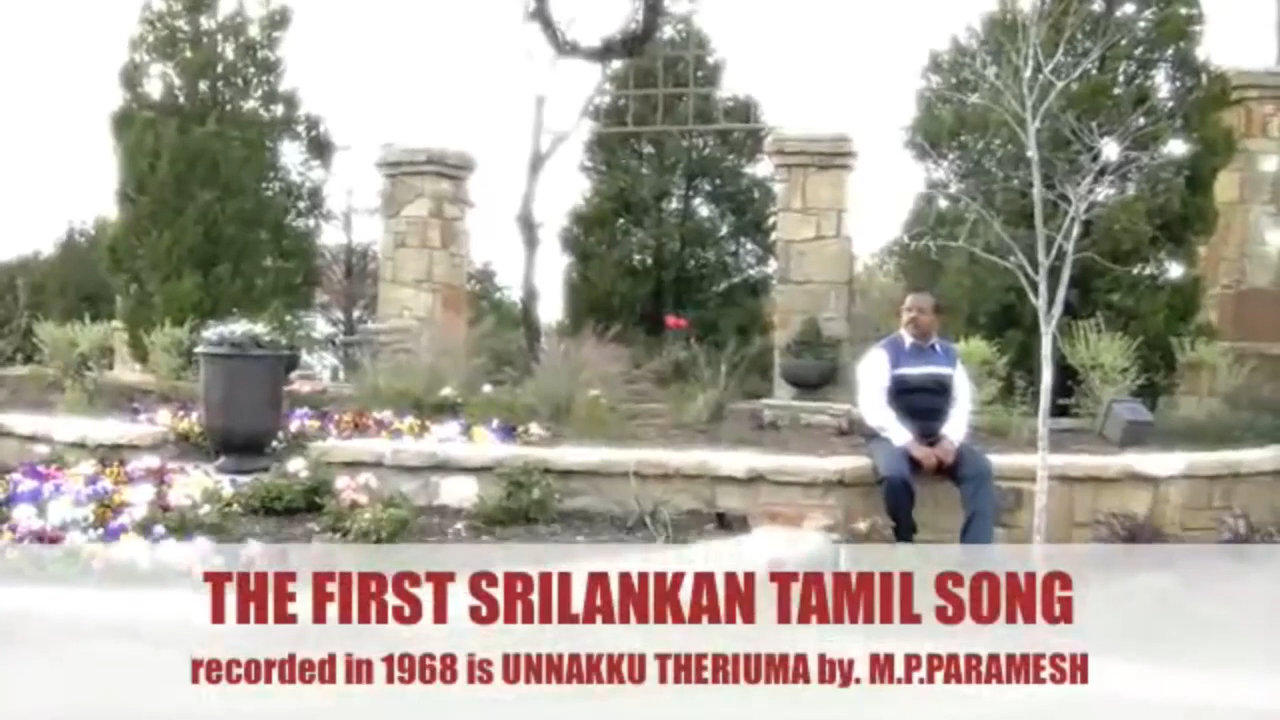 THE FIRST SRILANKAN TAMIL SONG
recorded in 1968 is UNNAKKU THERIUMA by. M.P.PARAMESH